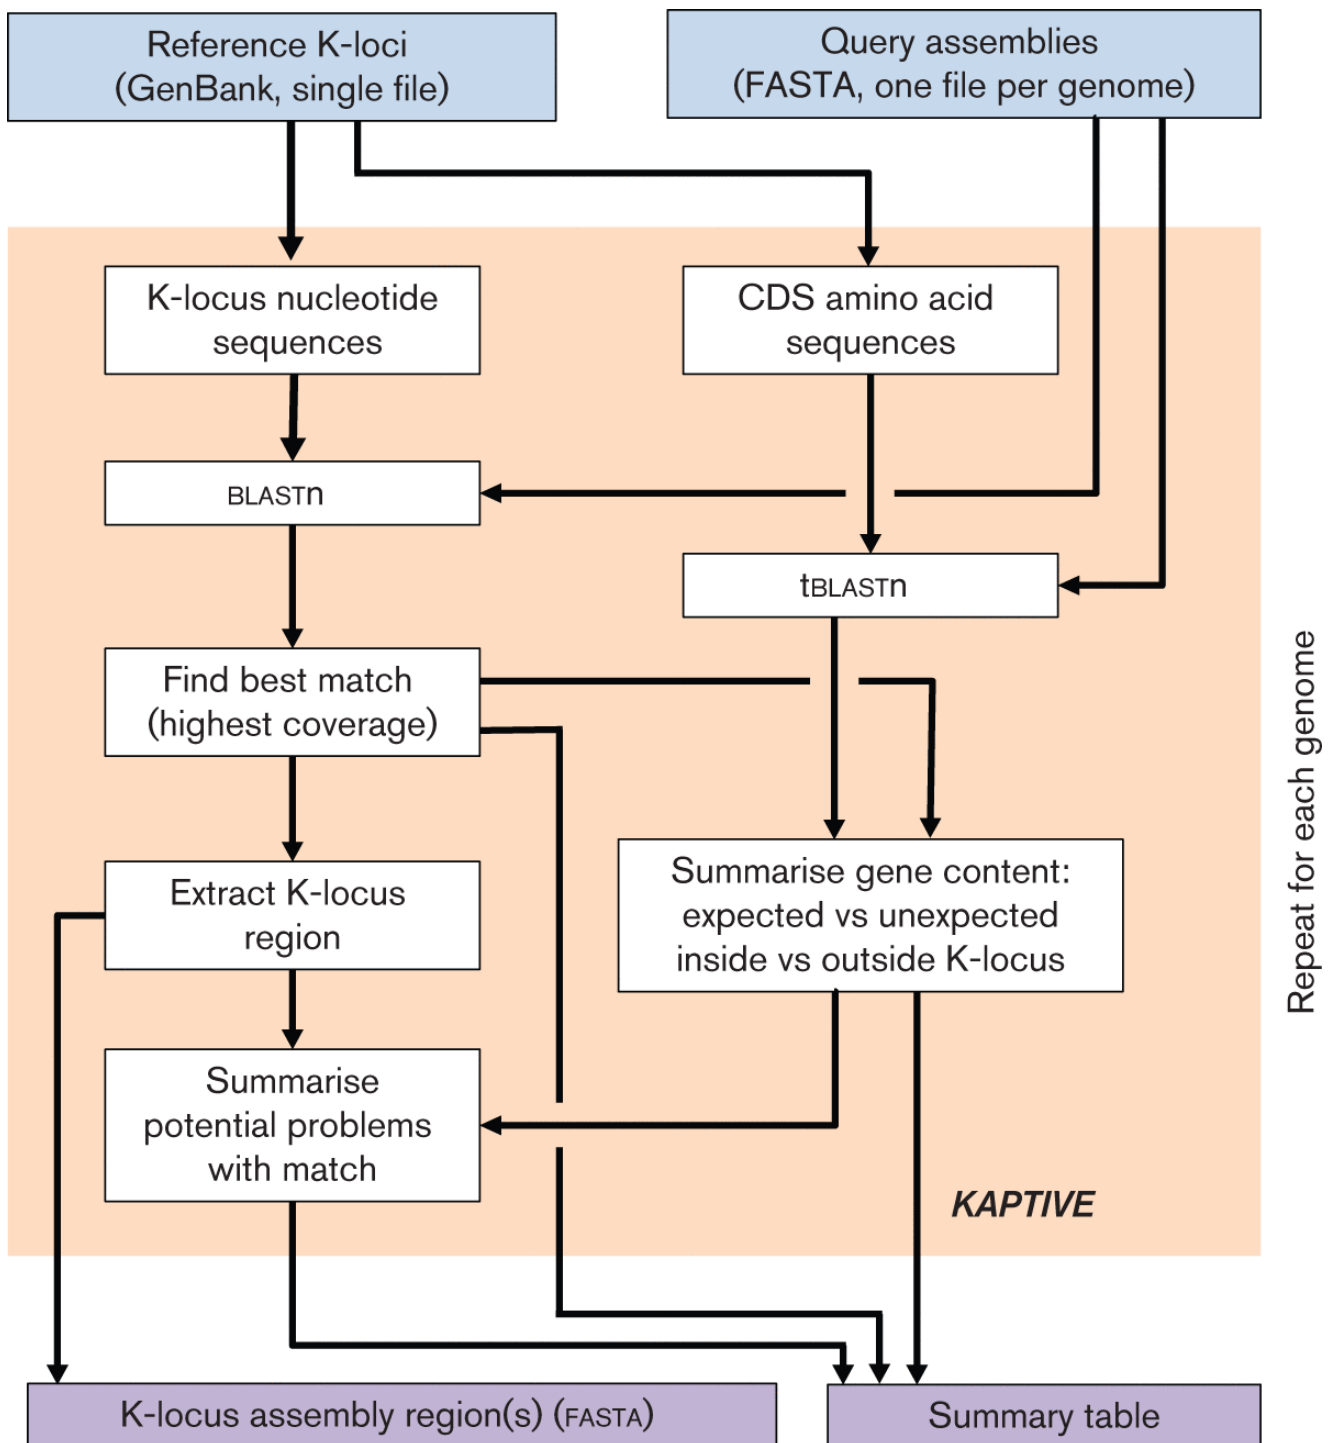 Reference K-loci
(GenBank, single file)
Query assemblies
(FASTA, one file per genome)
K-locus nucleotide
sequences
CDS amino acid
sequences
BLASTn
tBLASTn
Find best match
(highest coverage)
Extract K-locus
region
Summarise gene content:
expected vs unexpected
inside vs outside K-locus
Summarise
potential problems
with match
KAPTIVE
Repeat for each genome
K-locus assembly region(s) (FASTA)
Summary table